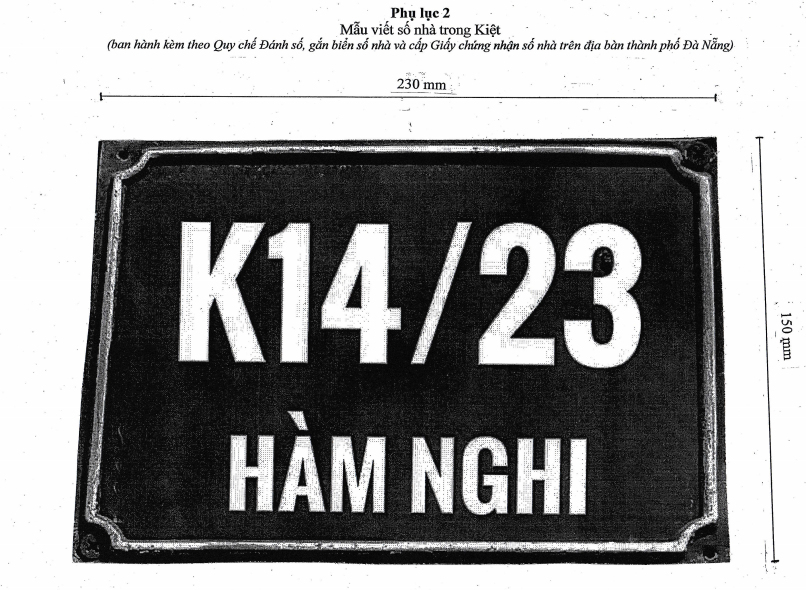 Phụ lục 2
Mẫu viết số nhà trong Kiệt
(ban hành kèm theo Quy chế Đánh số, gắn biển số nhà và cấp Giấy chứng nhận số nhà trên địa bàn thành phố Đà Nẵng)
230 mm
K14/23
HÀM NGHI
150 mm